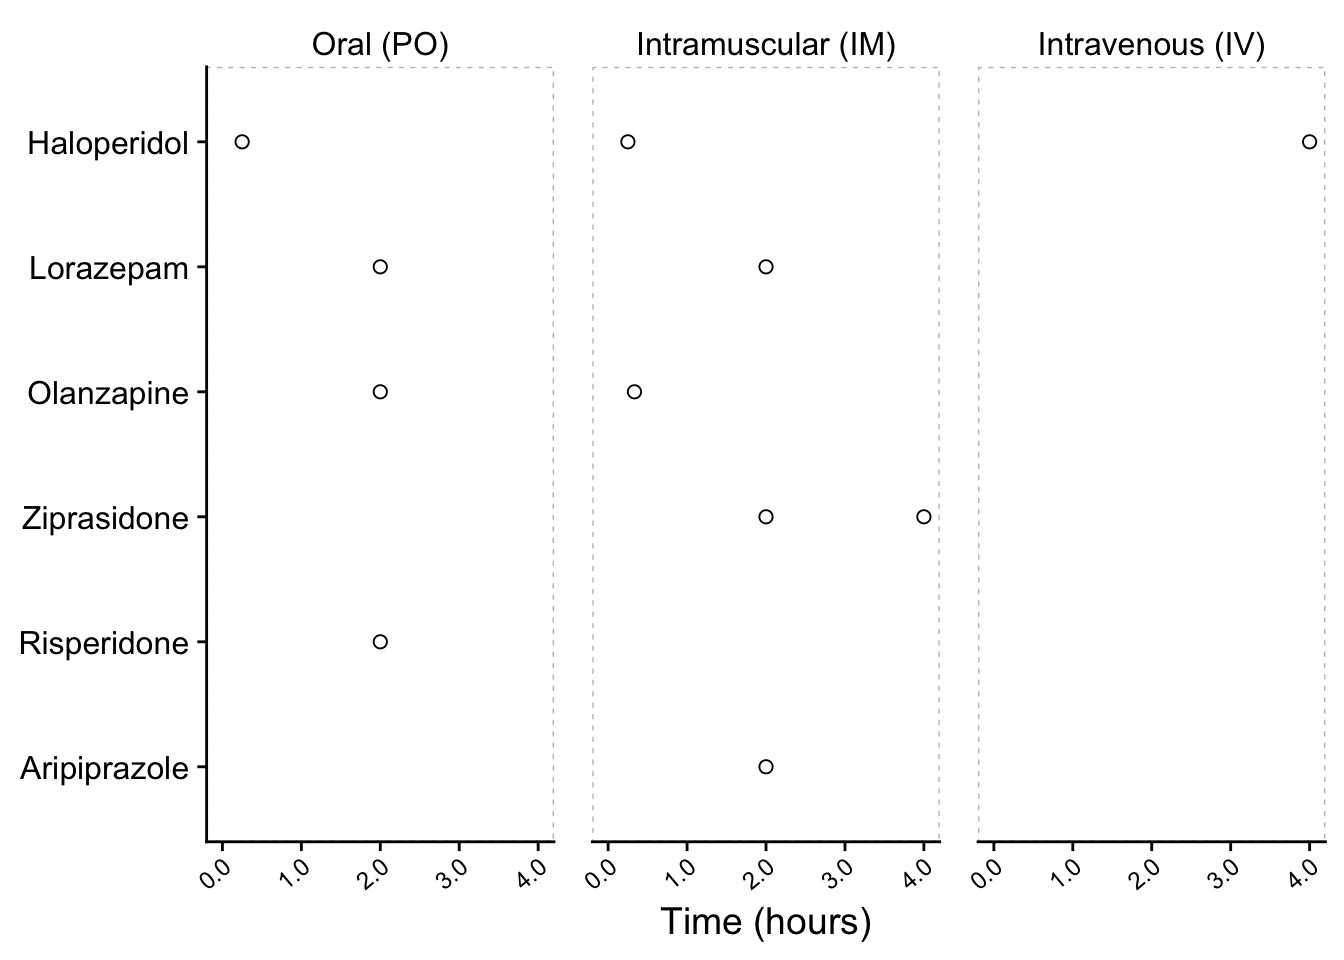 Oral (PO)
Intramuscular (IM)
Intravenous (IV)
Haloperidol
Lorazepam
Olanzapine
Ziprasidone
Risperidone
Aripiprazole
0.0 1.0 2.0 3.0 4.0
0.0 1.0 2.0 3.0 4.0
0.0 1.0 2.0 3.0 4.0
Time (hours)